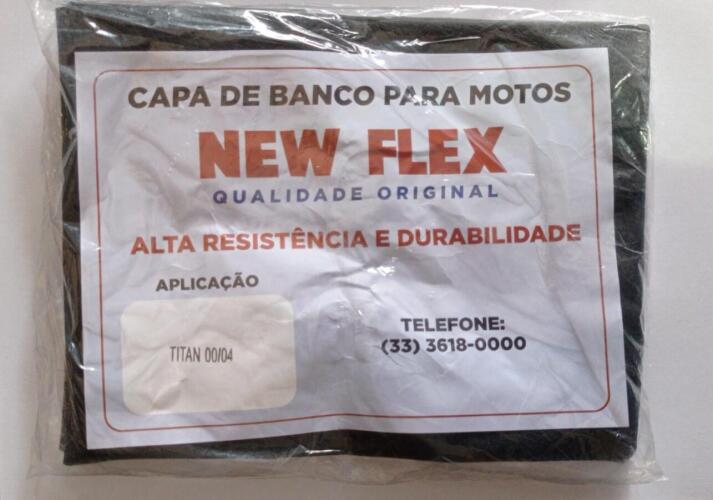 CAPA DE BANCO PARA MOTOS
NEW FLEX
QUALIDADE ORIGINAL
ALTA RESISTÊNCIA E DURABILIDADE
APLICAÇÃO
TITAN 00/04
TELEFONE:
(33) 3618-0000